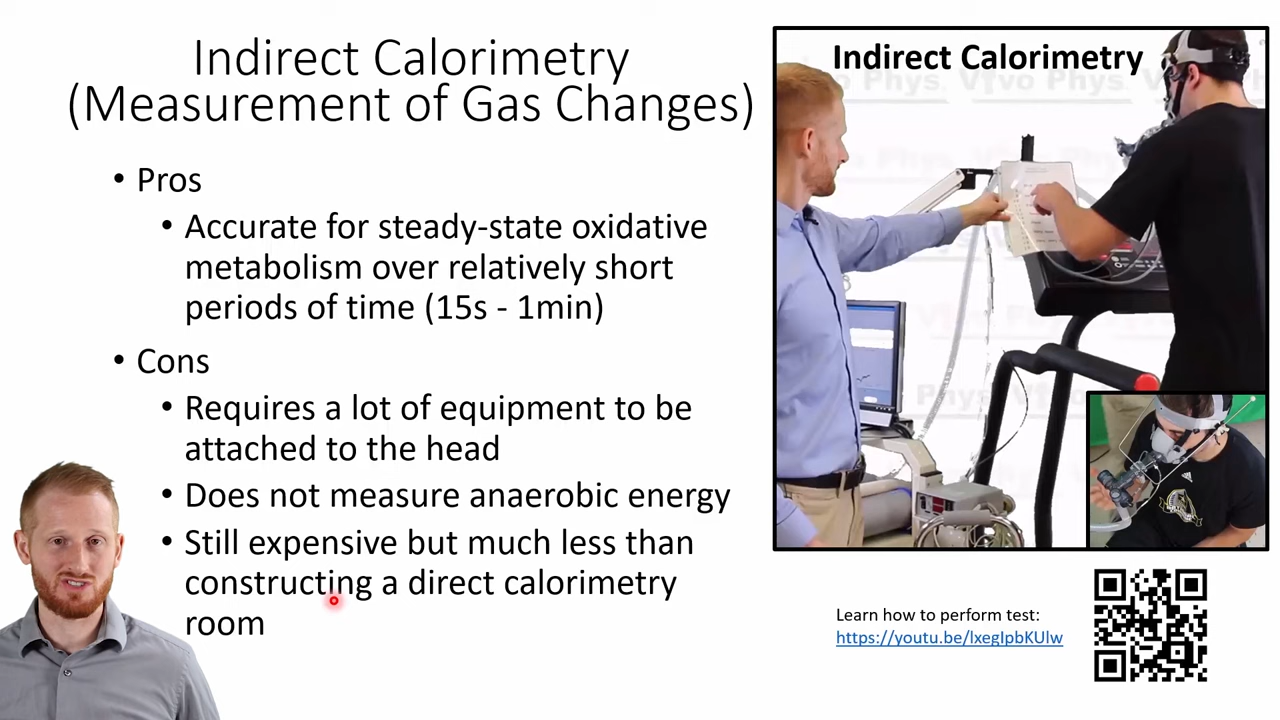 Indirect Calorimetry
(Measurement of Gas Changes)
• Pros
• Accurate for steady-state oxidative
metabolism over relatively short
periods of time (15s - 1min)
• Cons
• Requires a lot of equipment to be
attached to the head
• Does not measure anaerobic energy
• Still expensive but much less than
constructing a direct calorimetry
room
Indirect Calorimetry
Learn how to perform test:
https://youtu.be/lxegIpbKUlw